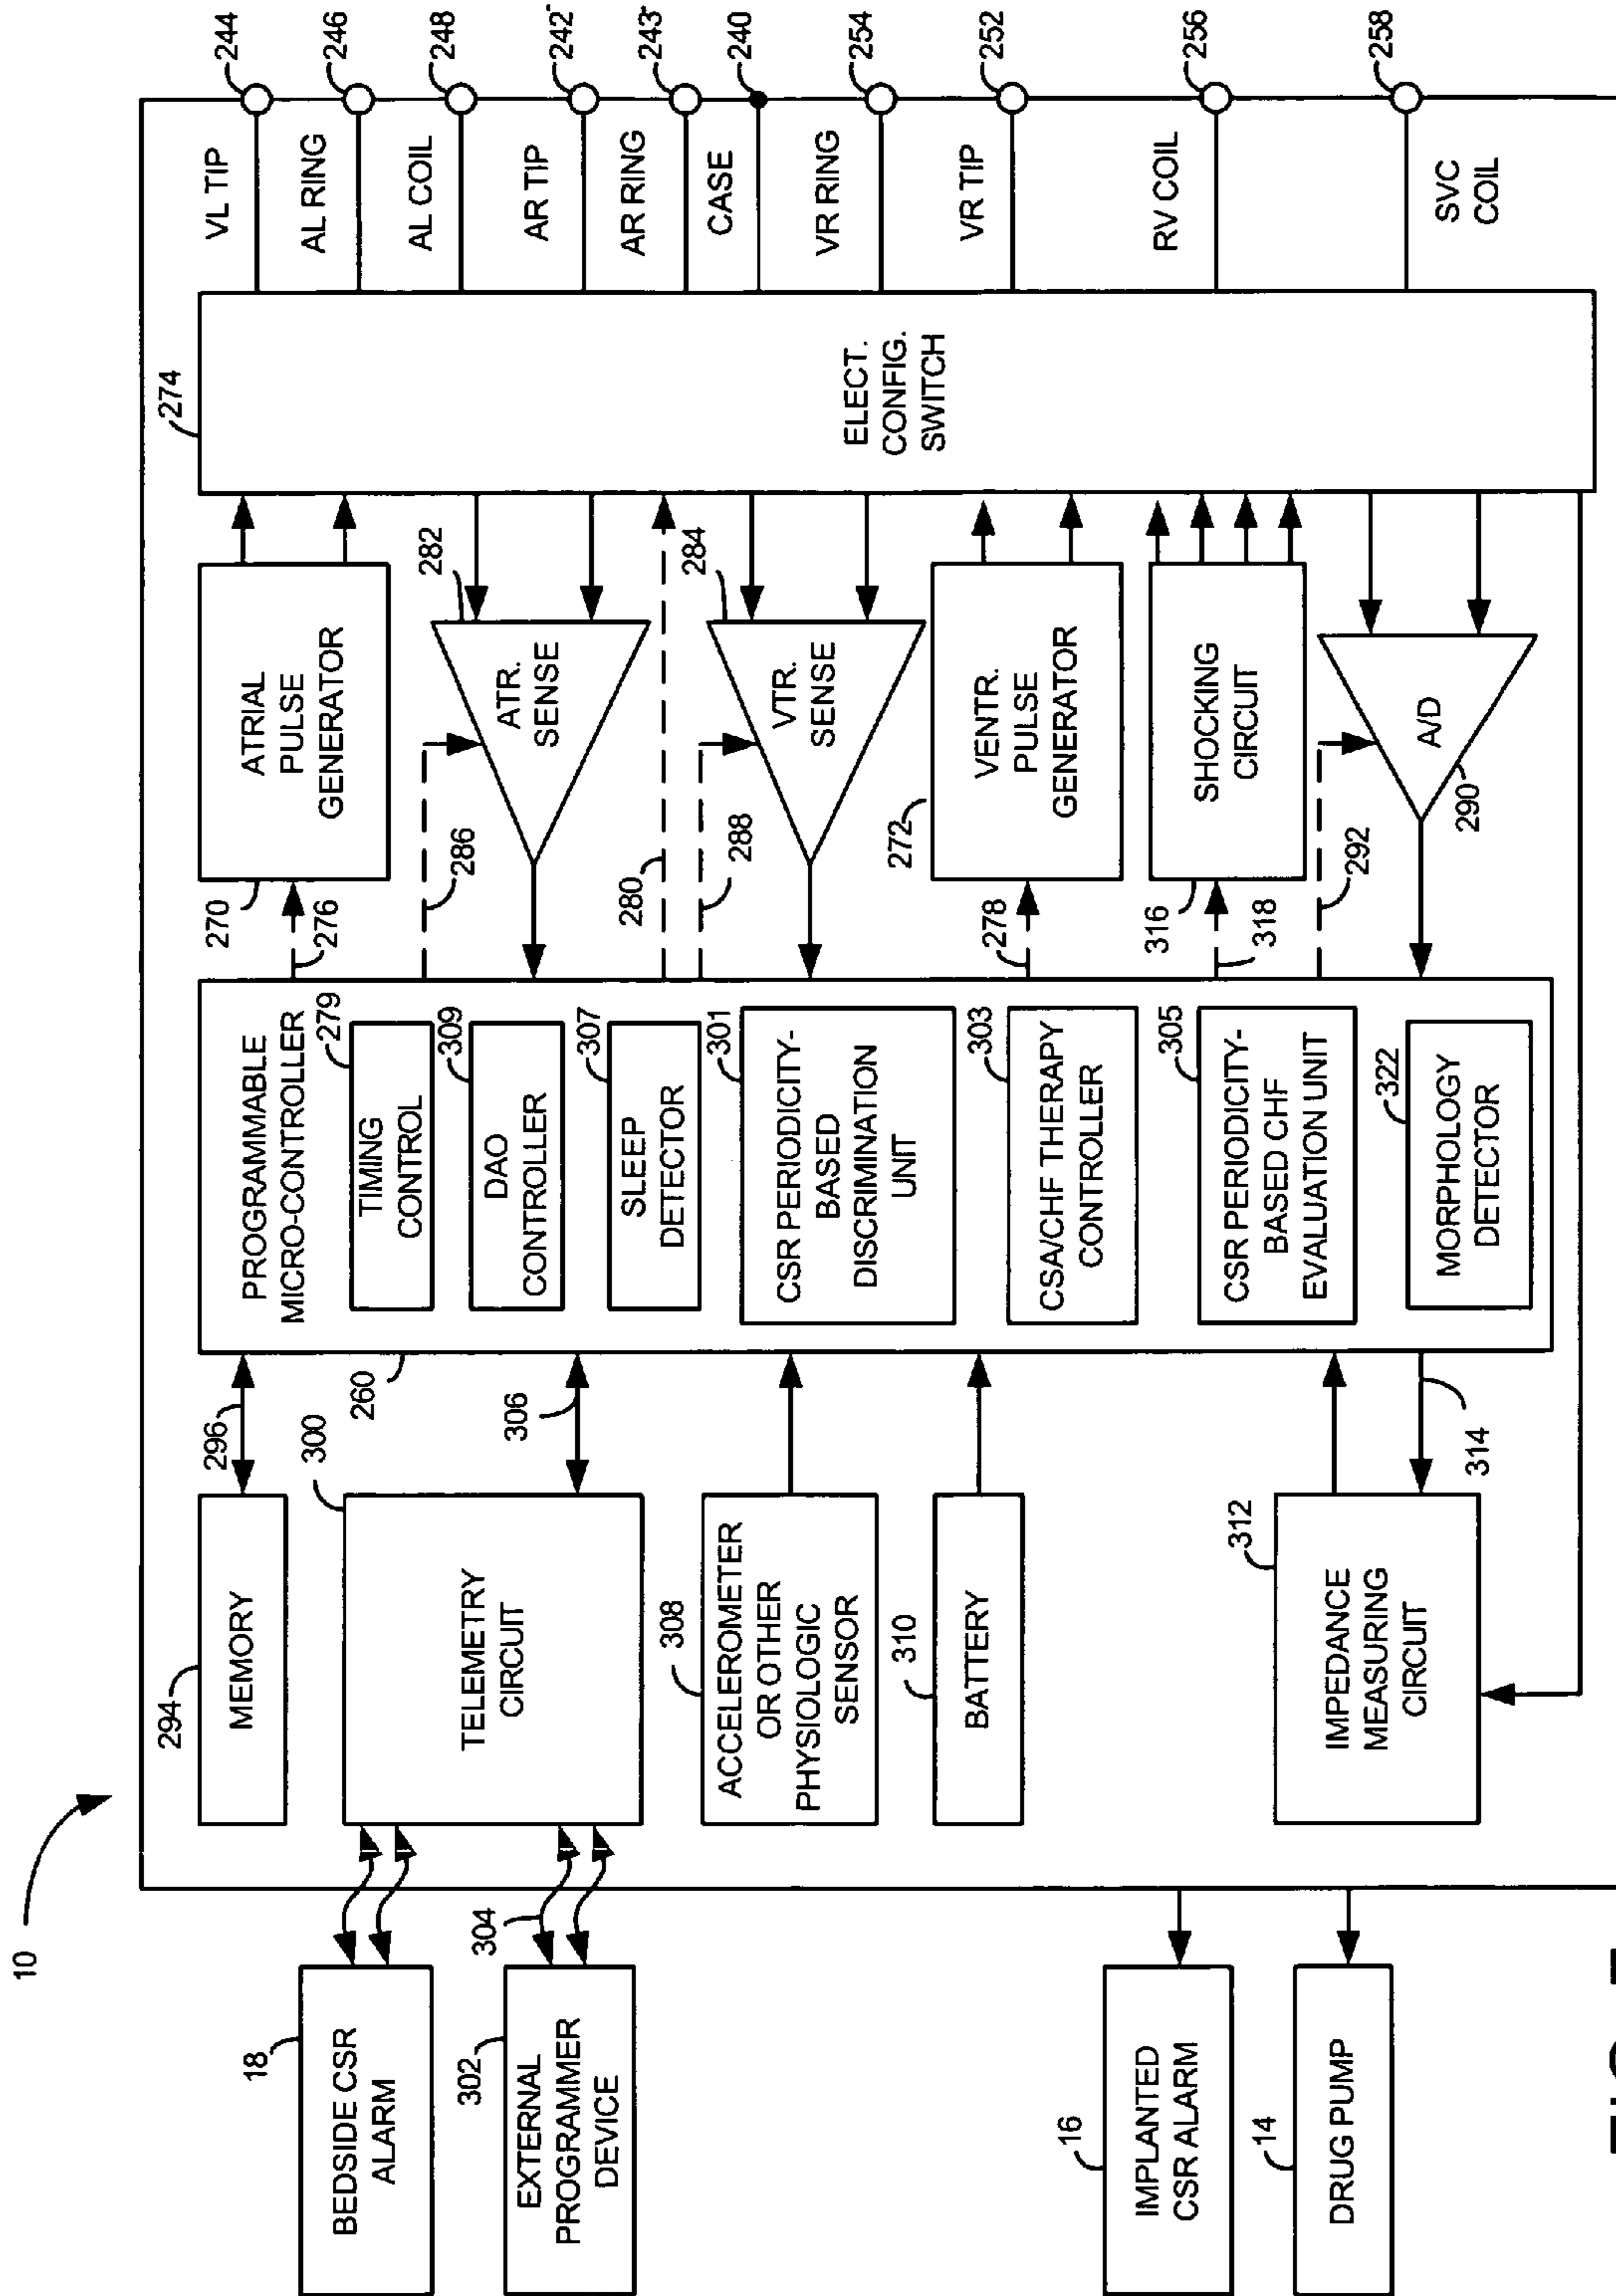 10
244
246
248
242
243
240
254
252
256
258
VL TIP
AL RING
AL COIL
AR TIP
AR RING
CASE
VR RING
VR TIP
RV COIL
SVC
COIL
274
ELECT.
CONFIG.
SWITCH
ATRIAL
PULSE
GENERATOR
270
276
282
ATR.
SENSE
286
280
284
VTR.
SENSE
288
VENTR.
PULSE
GENERATOR
272
278
SHOCKING
CIRCUIT
316
318
292
A/D
290
PROGRAMMABLE
MICRO-CONTROLLER
260
279
TIMING
CONTROL
309
DAO
CONTROLLER
307
SLEEP
DETECTOR
301
CSR PERIODICITY-
BASED
DISCRIMINATION
UNIT
303
CSA/CHF THERAPY
CONTROLLER
305
CSR PERIODICITY-
BASED CHF
EVALUATION UNIT
322
MORPHOLOGY
DETECTOR
296
294
MEMORY
300
306
TELEMETRY
CIRCUIT
308
ACCELEROMETER
OR OTHER
PHYSIOLOGIC
SENSOR
310
BATTERY
312
314
IMPEDANCE
MEASURING
CIRCUIT
18
BEDSIDE CSR
ALARM
304
302
EXTERNAL
PROGRAMMER
DEVICE
16
IMPLANTED
CSR ALARM
14
DRUG PUMP